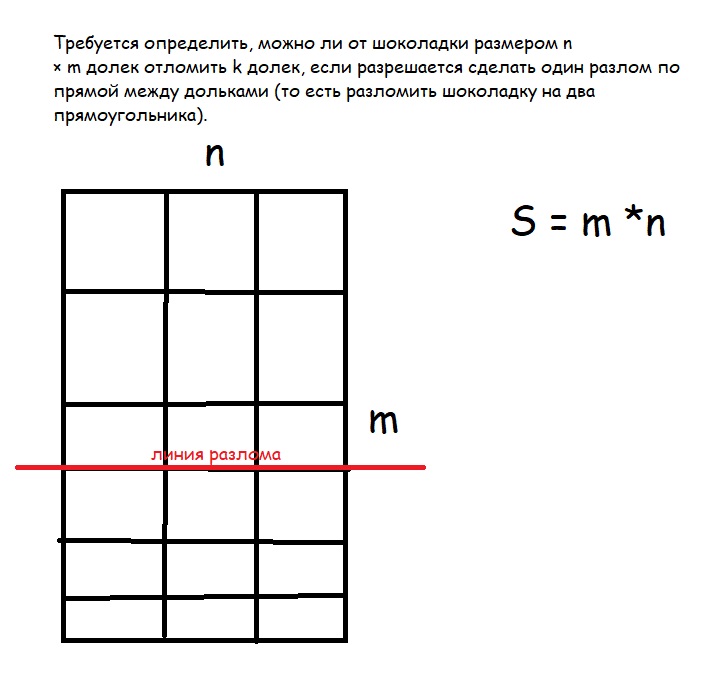 Требуется определить, можно ли от шоколадки размером n
× m долек отломить k долек, если разрешается сделать один разлом по
прямой между дольками (то есть разломить шоколадку на два
прямоугольника).
n
S = m *n
m
линия разлома